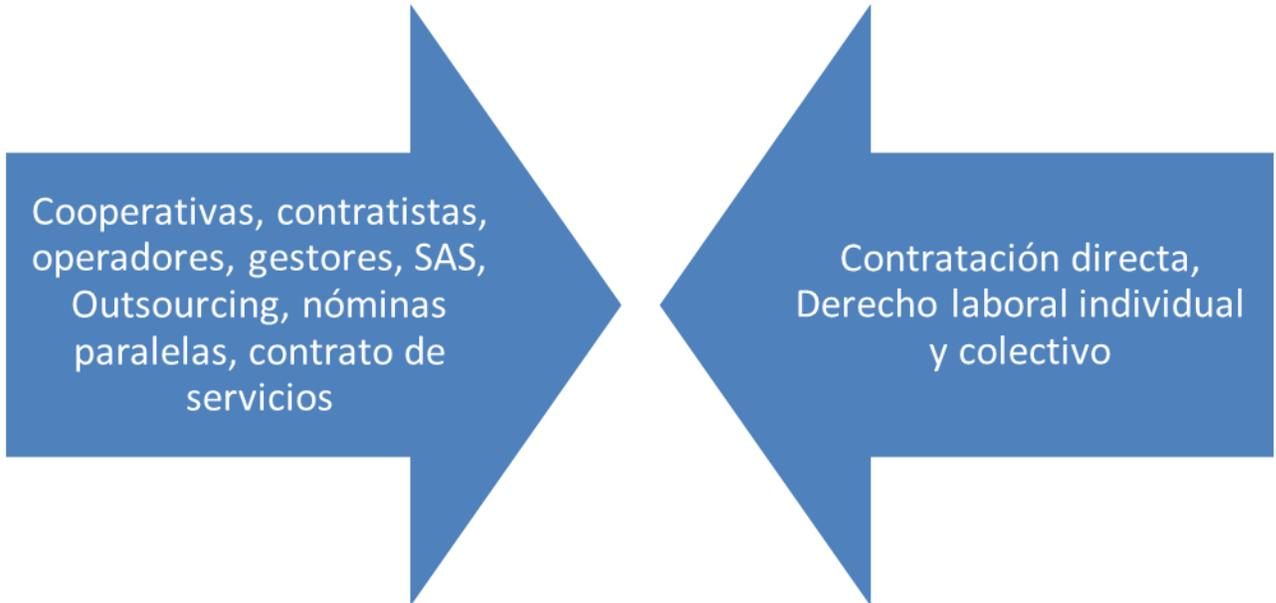 Cooperativas, contratistas,
operadores, gestores, SAS,
Outsourcing, nóminas
paralelas, contrato de
servicios
Contratación directa,
Derecho laboral individual
y colectivo